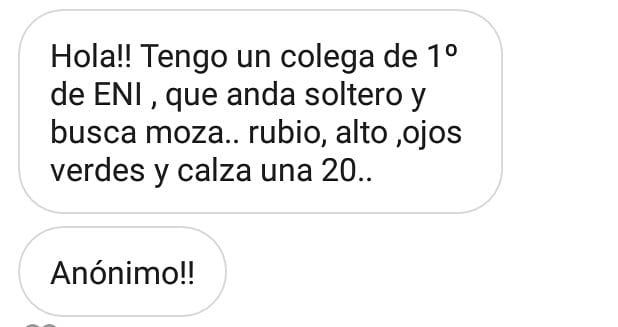 Hola!! Tengo un colega de 1º
de ENI , que anda soltero y
busca moza.. rubio, alto ,ojos
verdes y calza una 20..
Anónimo!!